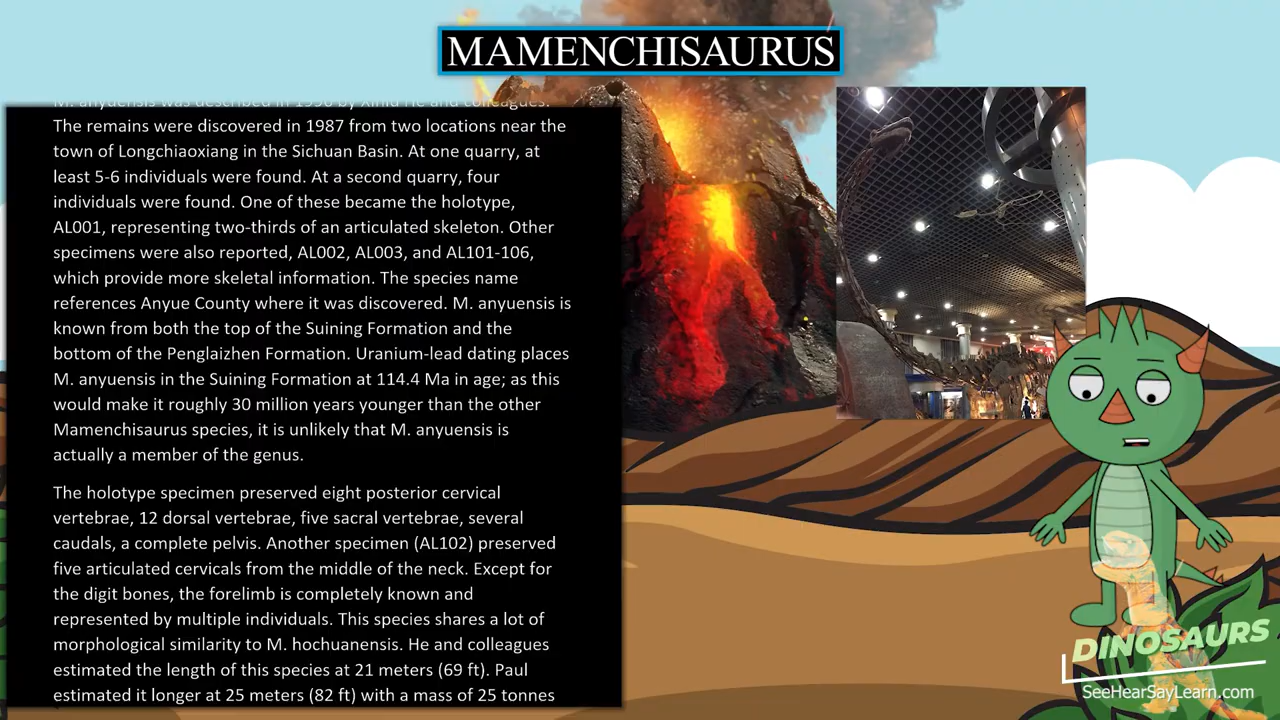 MAMENCHISAURUS
M. anyuensis was described in 1996 by Xinlu He and colleagues.
The remains were discovered in 1987 from two locations near the
town of Longchiaoxiang in the Sichuan Basin. At one quarry, at
least 5-6 individuals were found. At a second quarry, four
individuals were found. One of these became the holotype,
AL001, representing two-thirds of an articulated skeleton. Other
specimens were also reported, AL002, AL003, and AL101-106,
which provide more skeletal information. The species name
references Anyue County where it was discovered. M. anyuensis is
known from both the top of the Suining Formation and the
bottom of the Penglaizhen Formation. Uranium-lead dating places
M. anyuensis in the Suining Formation at 114.4 Ma in age; as this
would make it roughly 30 million years younger than the other
Mamenchisaurus species, it is unlikely that M. anyuensis is
actually a member of the genus.
The holotype specimen preserved eight posterior cervical
vertebrae, 12 dorsal vertebrae, five sacral vertebrae, several
caudals, a complete pelvis. Another specimen (AL102) preserved
five articulated cervicals from the middle of the neck. Except for
the digit bones, the forelimb is completely known and
represented by multiple individuals. This species shares a lot of
morphological similarity to M. hochuanensis. He and colleagues
estimated the length of this species at 21 meters (69 ft). Paul
estimated it longer at 25 meters (82 ft) with a mass of 25 tonnes
DINOSAURS
SeeHearSayLearn.com